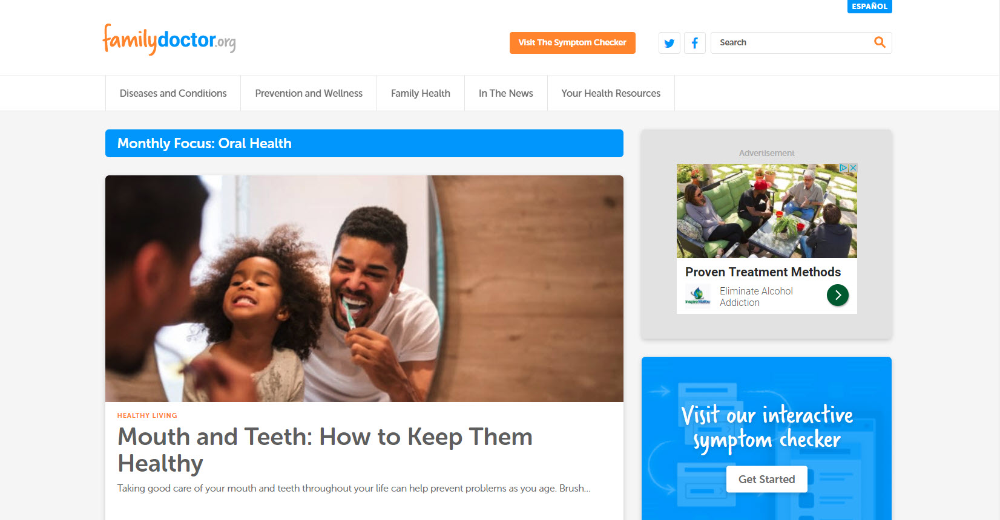 ESPAÑOL
familydoctor.org
Visit The Symptom Checker
Search
Diseases and Conditions
Prevention and Wellness
Family Health
In The News
Your Health Resources
Monthly Focus: Oral Health
HEALTHY LIVING
Mouth and Teeth: How to Keep Them
Healthy
Taking good care of your mouth and teeth throughout your life can help prevent problems as you age. Brush...
Advertisement
Proven Treatment Methods
Inspire Malibu
Eliminate Alcohol
Addiction
Visit our interactive
symptom checker
Get Started